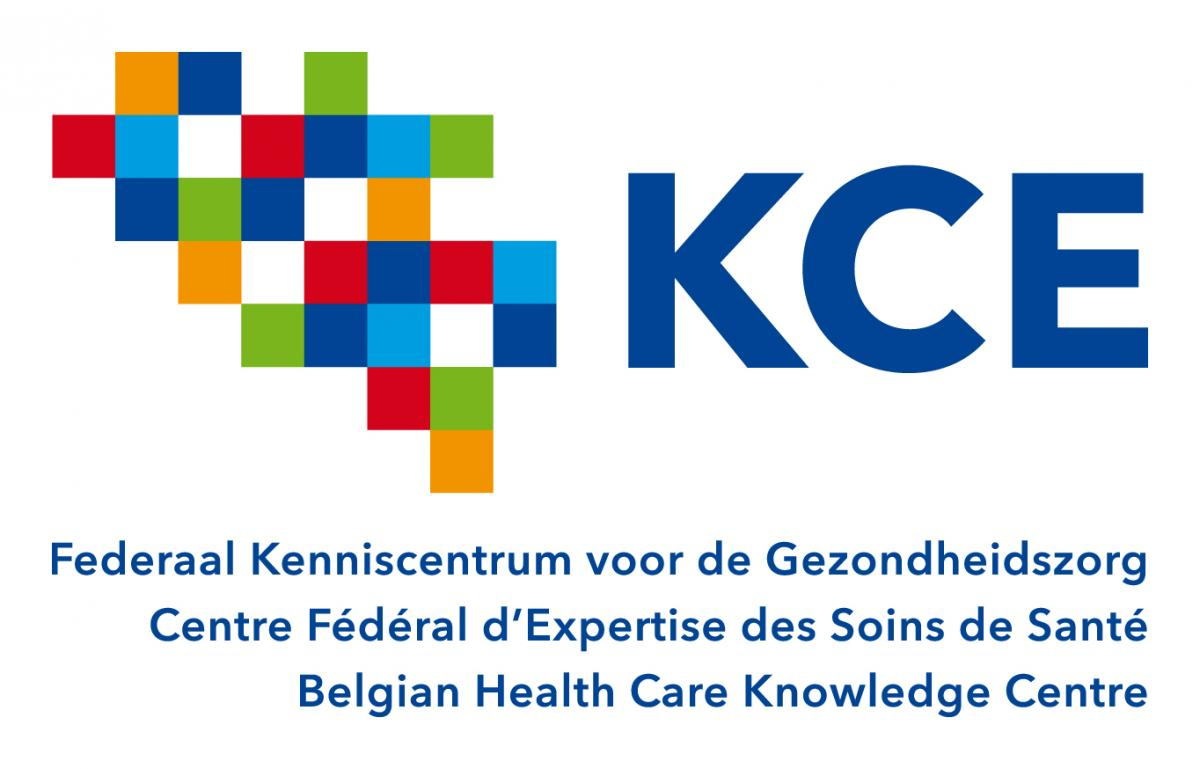 KCE
Federaal Kenniscentrum voor de Gezondheidszorg
Centre Fédéral d’Expertise des Soins de Santé
Belgian Health Care Knowledge Centre